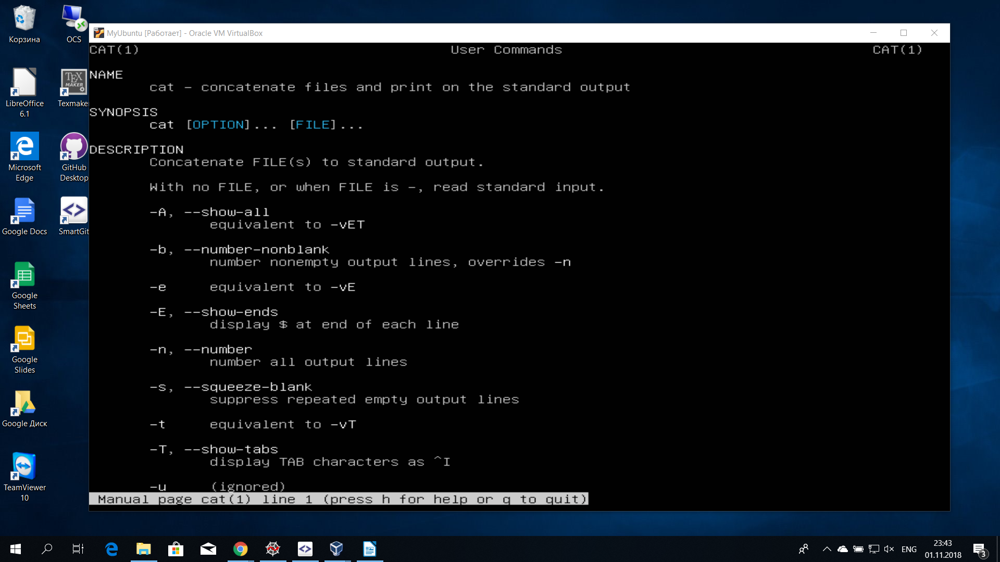 Корзина
OCS
LibreOffice
6.1
Texmaker
Microsoft
Edge
GitHub
Desktop
Google Docs
SmartGit
Google
Sheets
Google
Slides
Google Диск
TeamViewer
10
MyUbuntu [Работает] - Oracle VM VirtualBox
CAT(1) User Commands CAT(1)
NAME
cat - concatenate files and print on the standard output
SYNOPSIS
cat [OPTION]... [FILE]...
DESCRIPTION
Concatenate FILE(s) to standard output.
With no FILE, or when FILE is -, read standard input.
-A, --show-all
equivalent to -vET
-b, --number-nonblank
number nonempty output lines, overrides -n
-e equivalent to -vE
-E, --show-ends
display $ at end of each line
-n, --number
number all output lines
-s, --squeeze-blank
suppress repeated empty output lines
-t equivalent to -vT
-T, --show-tabs
display TAB characters as ^I
-u (ignored)
Manual page cat(1) line 1 (press h for help or q to quit)
ENG
23:43
01.11.2018
3